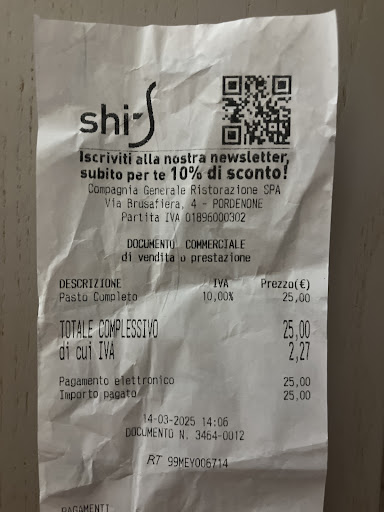 shi's
Iscriviti alla nostra newsletter,
subito per te 10% di sconto!
Compagnia Generale Ristorazione SPA
Via Brusafiera, 4 - PORDENONE
Partita IVA 01896000302
DOCUMENTO COMMERCIALE
di vendita o prestazione
DESCRIZIONE IVA Prezzo(€)
Pasto Completo 10,00% 25,00
TOTALE COMPLESSIVO 25,00
di cui IVA 2,27
Pagamento elettronico 25,00
Importo pagato 25,00
14-03-2025 14:06
DOCUMENTO N. 3464-0012
RT 99MEY006714
PAGAMENTI